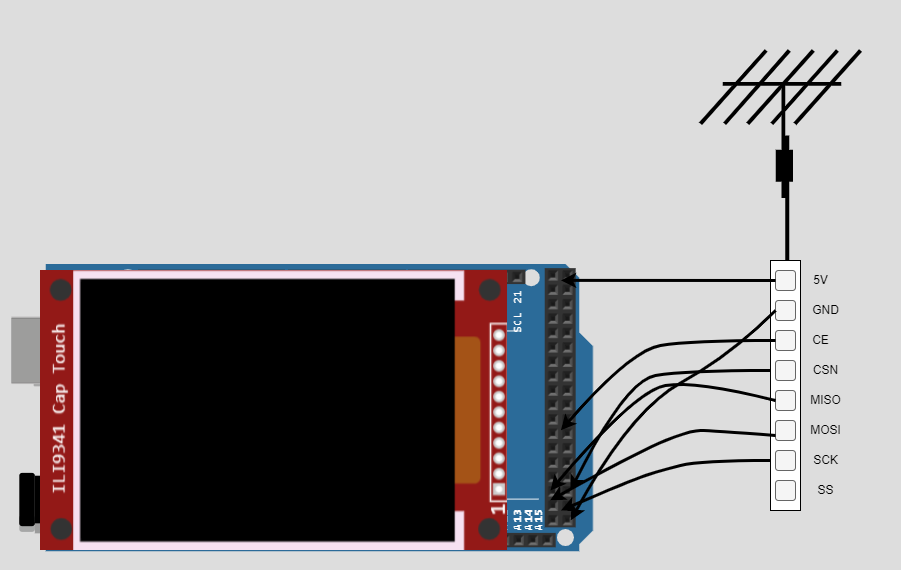 ILI9341 Cap Touch
SCL 21
1
A13
A14
A15
5V
GND
CE
CSN
MISO
MOSI
SCK
SS